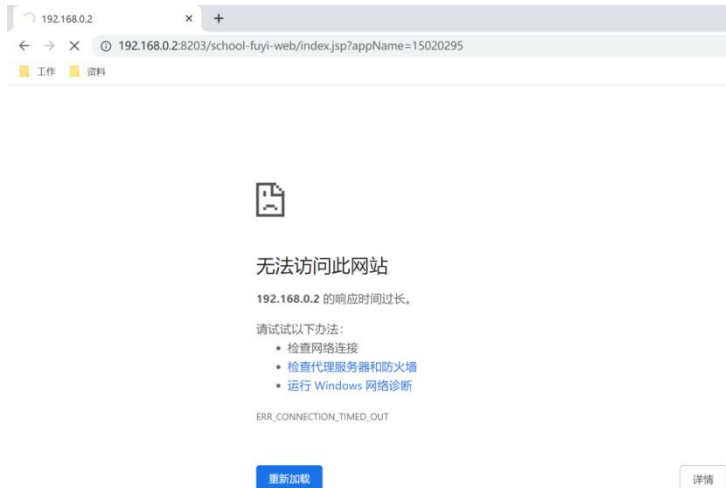 192.168.0.2
192.168.0.2:8203/school-fuyi-web/index.jsp?appName=15020295
工作 资料
无法访问此网站
192.168.0.2 的响应时间过长。
请试试以下办法:
检查网络连接
检查代理服务器和防火墙
运行 Windows 网络诊断
ERR_CONNECTION_TIMED_OUT
重新加载 详情